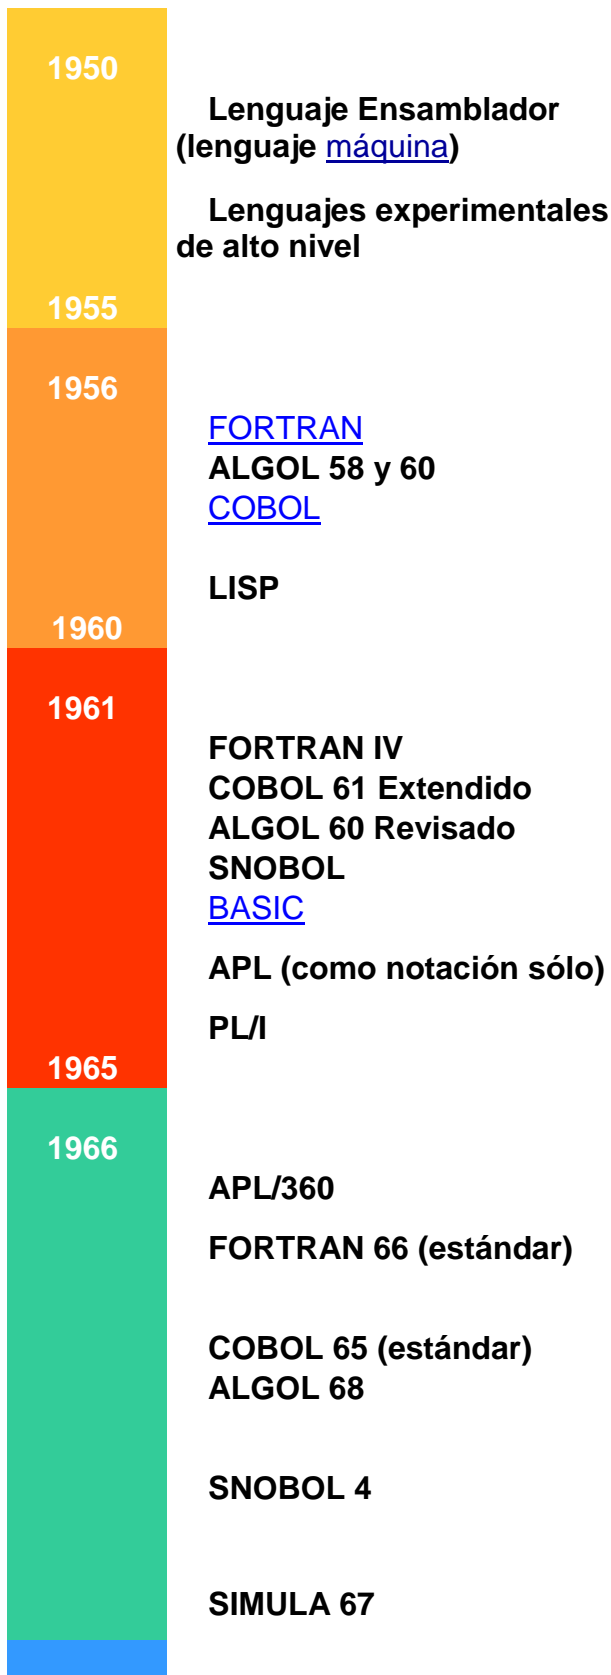 1950
Lenguaje Ensamblador
(lenguaje máquina)
Lenguajes experimentales
de alto nivel
1955
1956
FORTRAN
ALGOL 58 y 60
COBOL
LISP
1960
1961
FORTRAN IV
COBOL 61 Extendido
ALGOL 60 Revisado
SNOBOL
BASIC
APL (como notación sólo)
PL/I
1965
1966
APL/360
FORTRAN 66 (estándar)
COBOL 65 (estándar)
ALGOL 68
SNOBOL 4
SIMULA 67